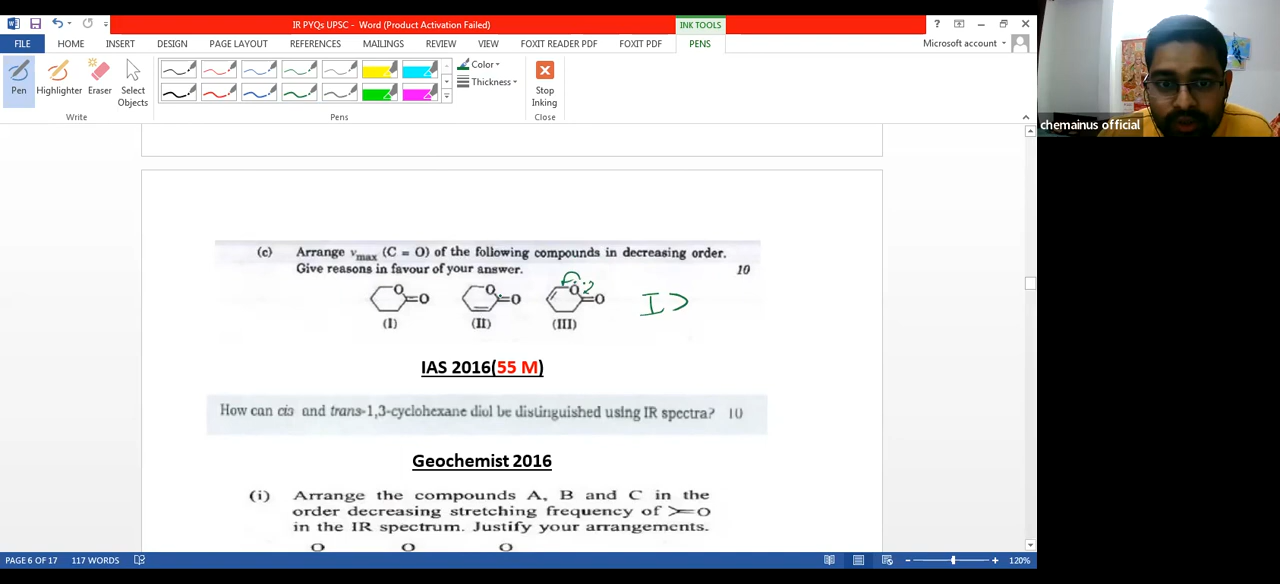 IR PYQs UPSC - Word (Product Activation Failed)
INK TOOLS
FILE HOME INSERT DESIGN PAGE LAYOUT REFERENCES MAILINGS REVIEW VIEW FOXIT READER PDF FOXIT PDF PENS
Microsoft account
Pen Highlighter Eraser Select Objects
Color
Thickness
Stop Inking
Write Pens Close
chemainus official
(c) Arrange νmax (C = O) of the following compounds in decreasing order.
Give reasons in favour of your answer. 10
O =O O =O O =O I >
(I) (II) (III)
IAS 2016(55 M)
How can cis and trans-1,3-cyclohexane diol be distinguished using IR spectra? 10
Geochemist 2016
(i) Arrange the compounds A, B and C in the
order decreasing stretching frequency of >=O
in the IR spectrum. Justify your arrangements.
O O O
PAGE 6 OF 17 117 WORDS 120%